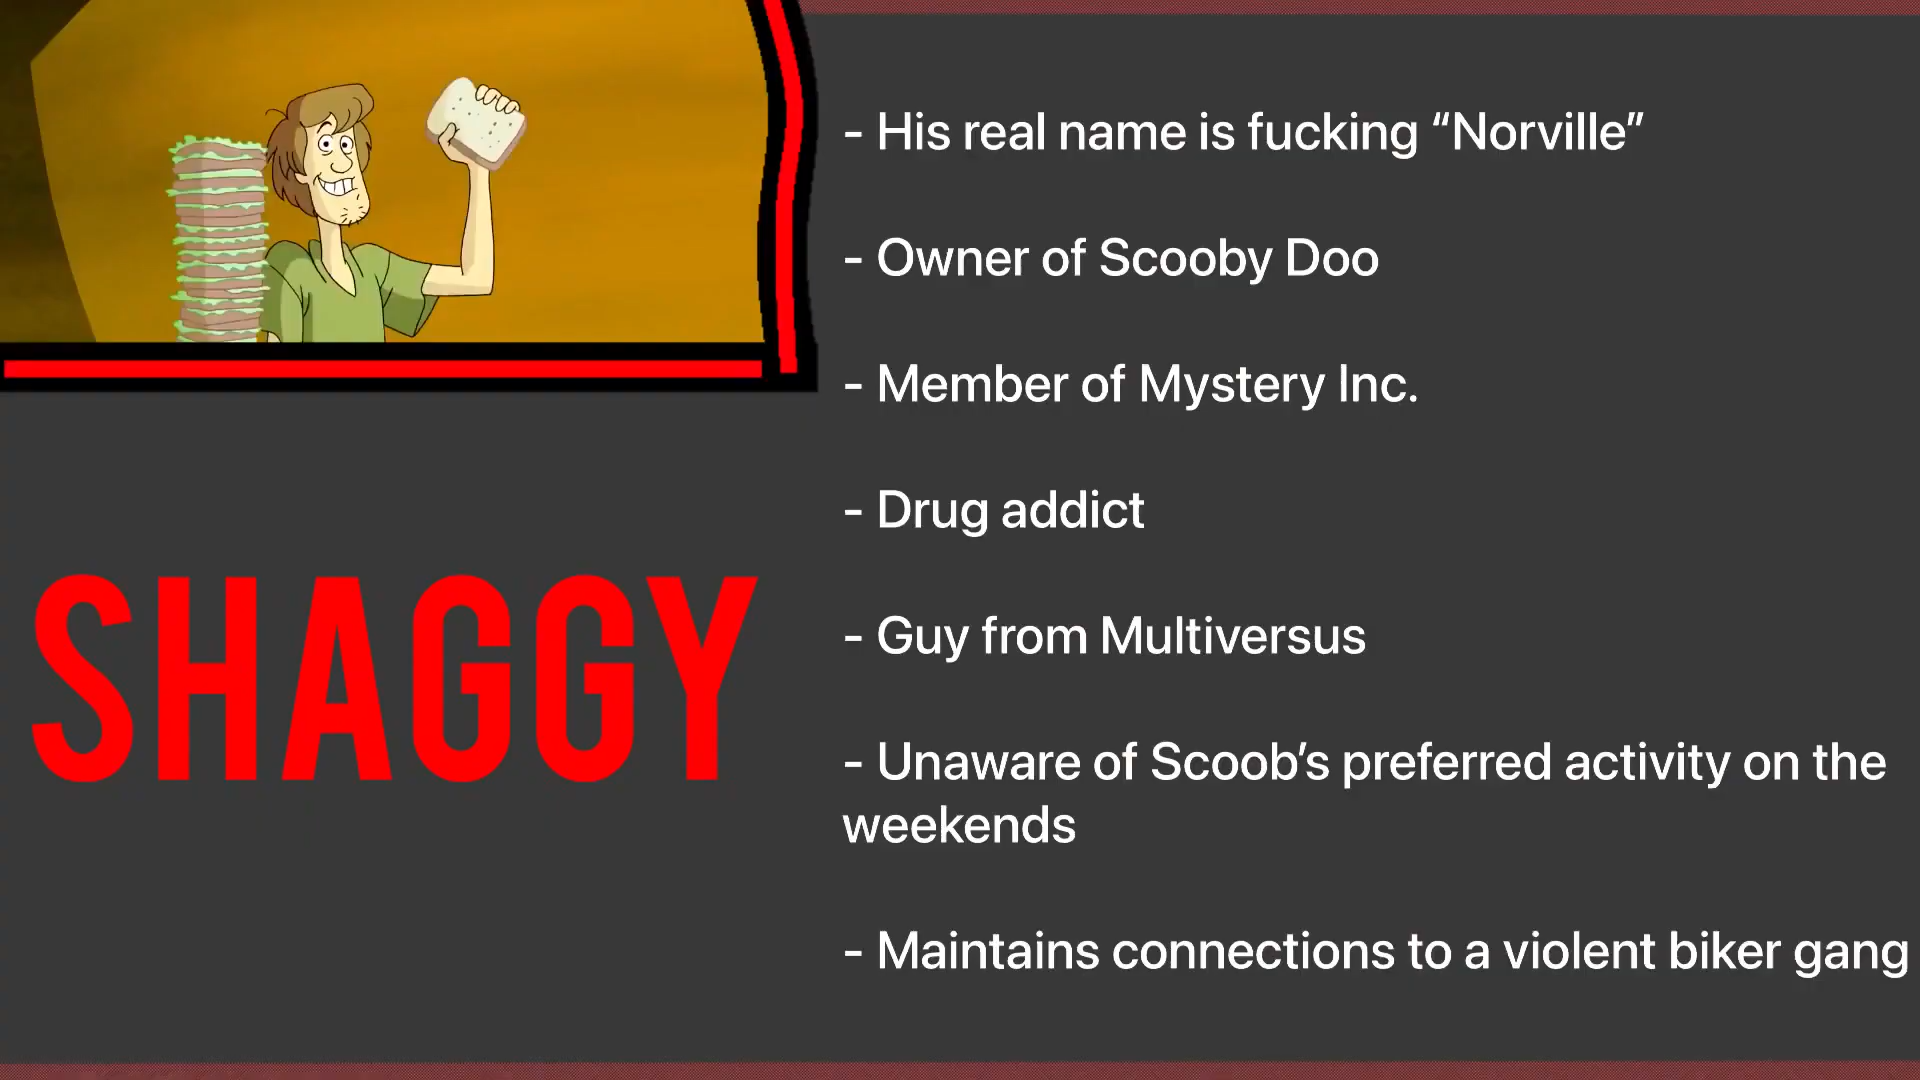 - His real name is fucking “Norville”
- Owner of Scooby Doo
- Member of Mystery Inc.
- Drug addict
SHAGGY
- Guy from Multiversus
- Unaware of Scoob’s preferred activity on the
weekends
- Maintains connections to a violent biker gang